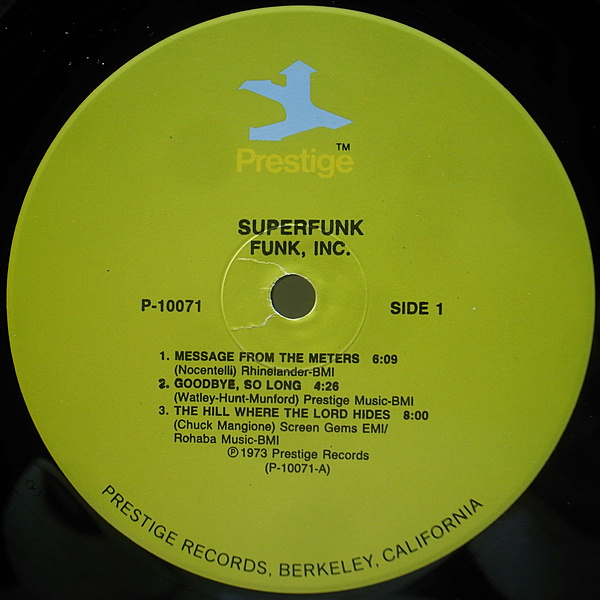 TM
Prestige
SUPERFUNK
FUNK, INC.
P-10071
SIDE 1
1. MESSAGE FROM THE METERS 6:09
(Nocentelli) Rhinelander-BMI
2. GOODBYE, SO LONG 4:26
(Watley-Hunt-Munford) Prestige Music-BMI
3. THE HILL WHERE THE LORD HIDES 8:00
(Chuck Mangione) Screen Gems EMI/
Rohaba Music-BMI
℗1973 Prestige Records
(P-10071-A)
PRESTIGE RECORDS, BERKELEY, CALIFORNIA